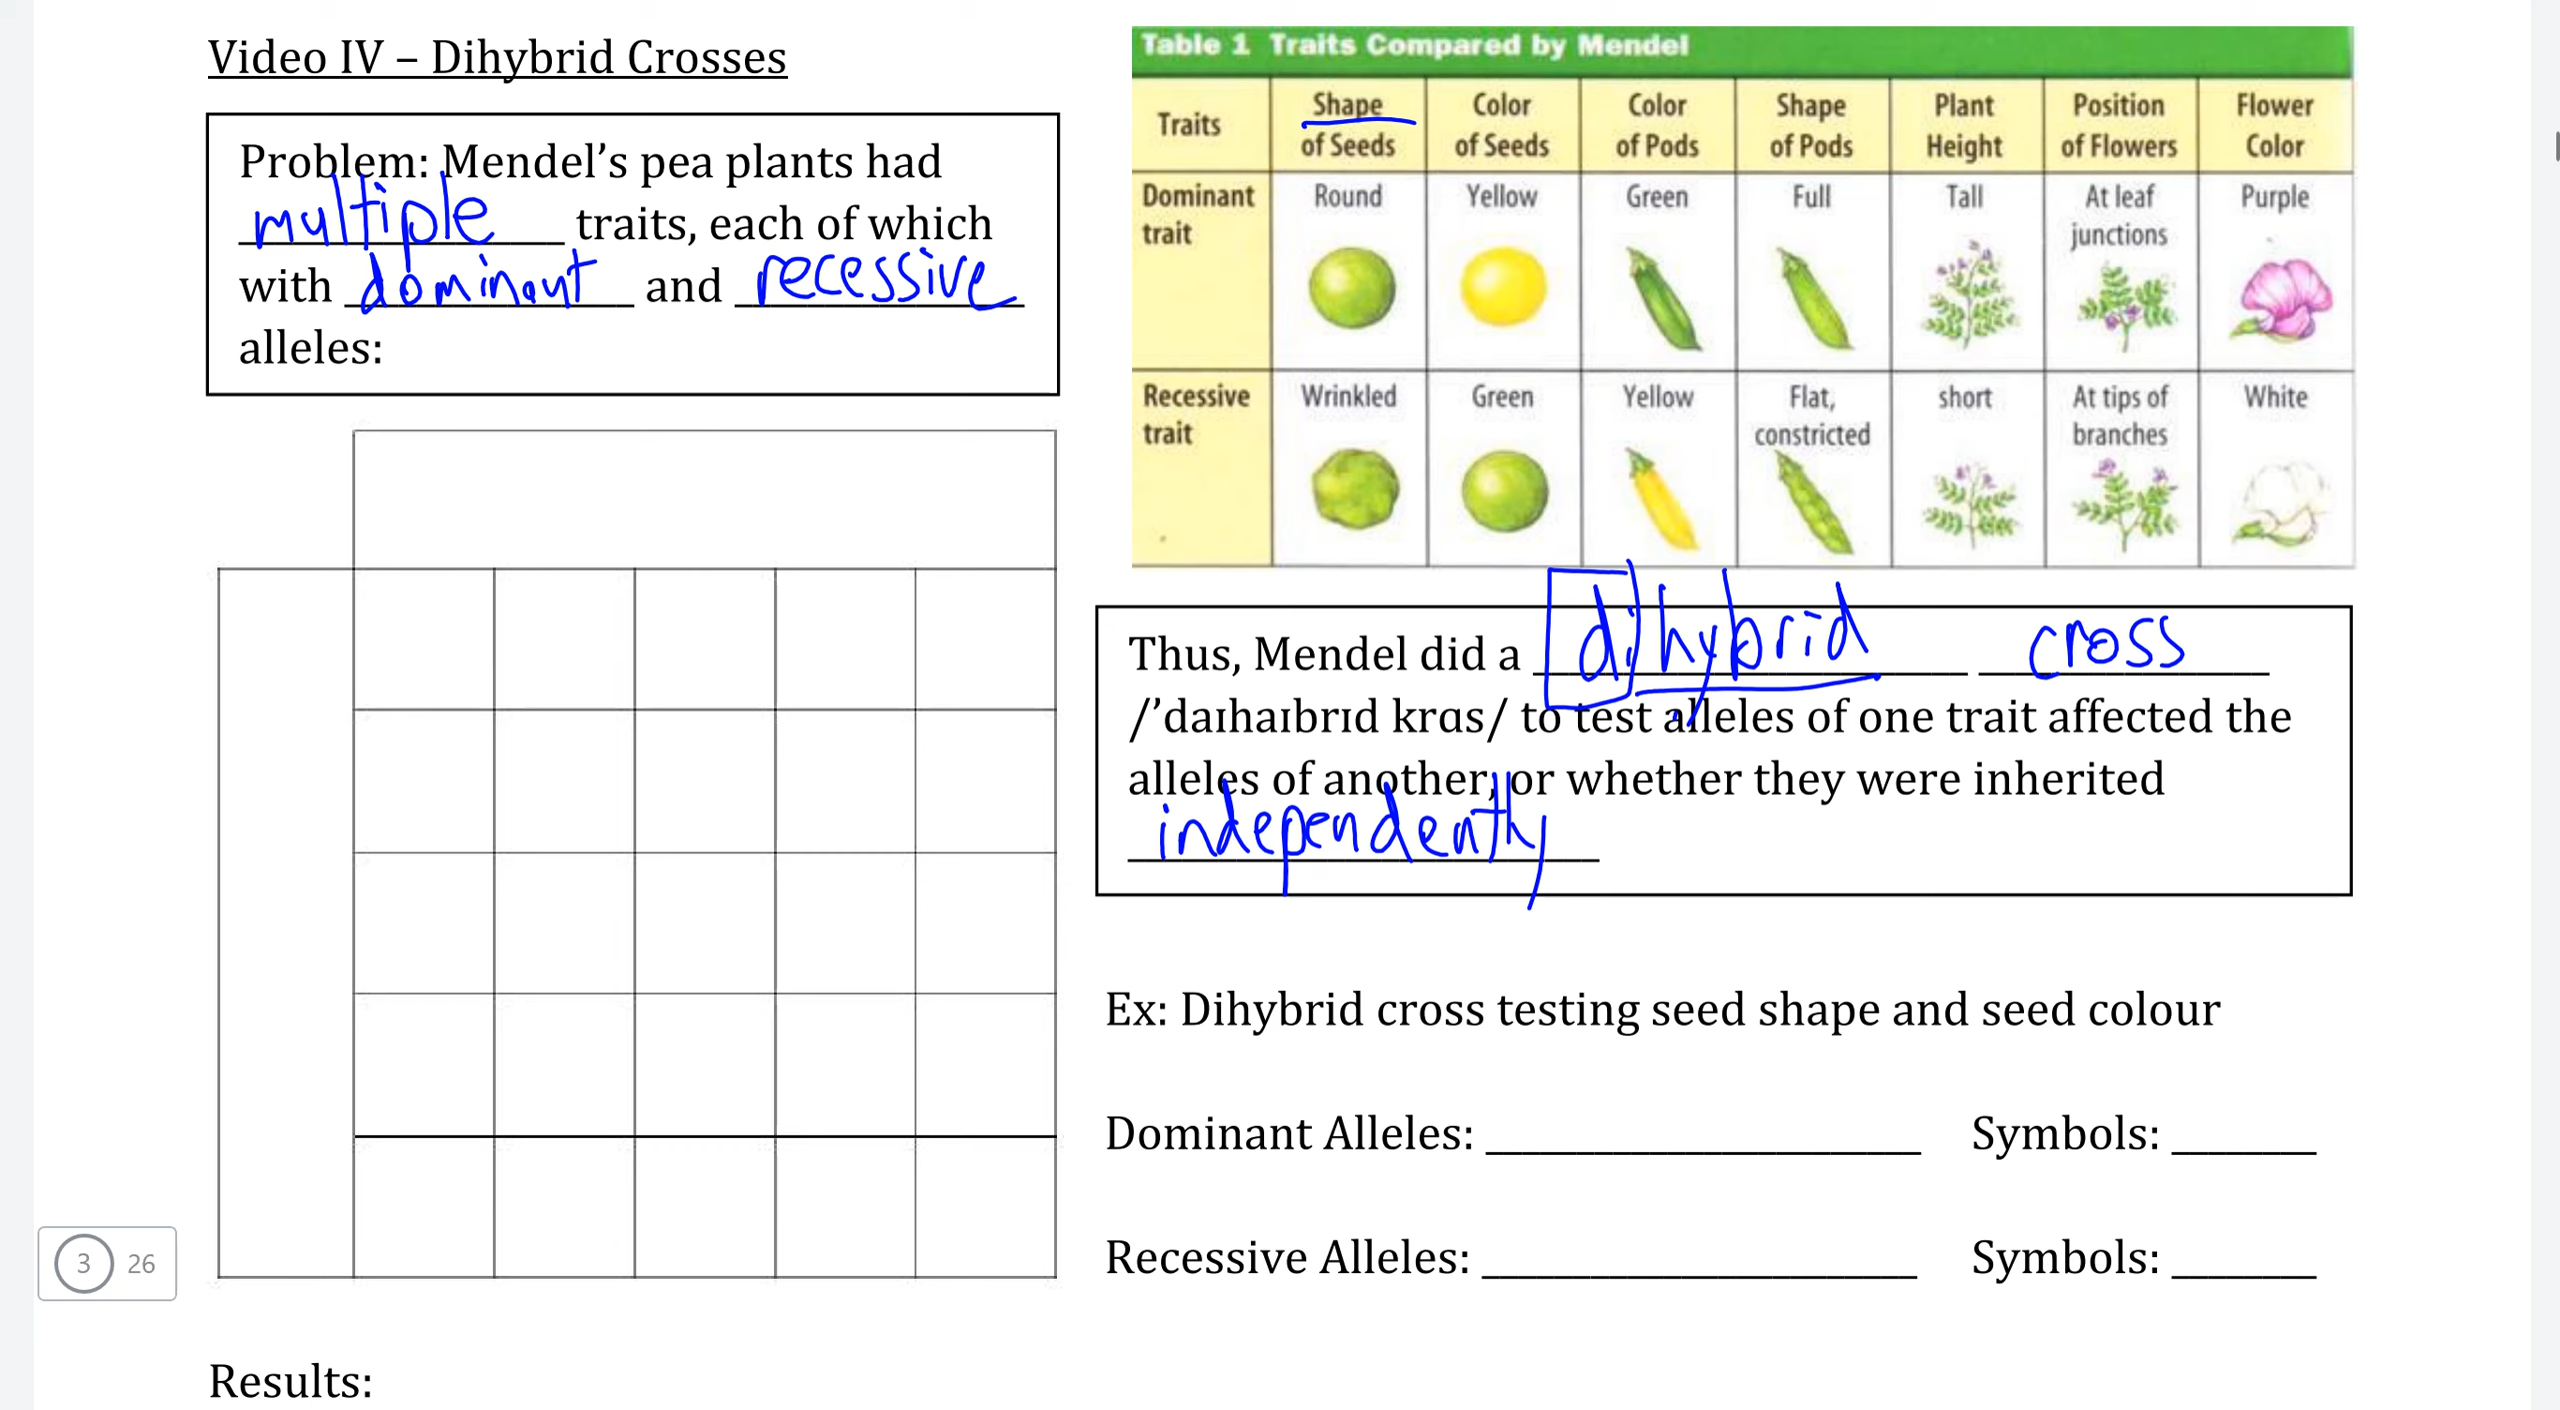 Video IV – Dihybrid Crosses
Problem: Mendel’s pea plants had
multiple traits, each of which
with dominant and recessive
alleles:
Table 1 Traits Compared by Mendel
Traits Shape of Seeds Color of Seeds Color of Pods Shape of Pods Plant Height Position of Flowers Flower Color
Dominant trait Round Yellow Green Full Tall At leaf junctions Purple
Recessive trait Wrinkled Green Yellow Flat, constricted short At tips of branches White
Thus, Mendel did a dihybrid cross
/’daɪhaɪbrɪd krɑs/ to test alleles of one trait affected the
alleles of another, or whether they were inherited
independently
Ex: Dihybrid cross testing seed shape and seed colour
Dominant Alleles: Symbols:
Recessive Alleles: Symbols:
3 26
Results: